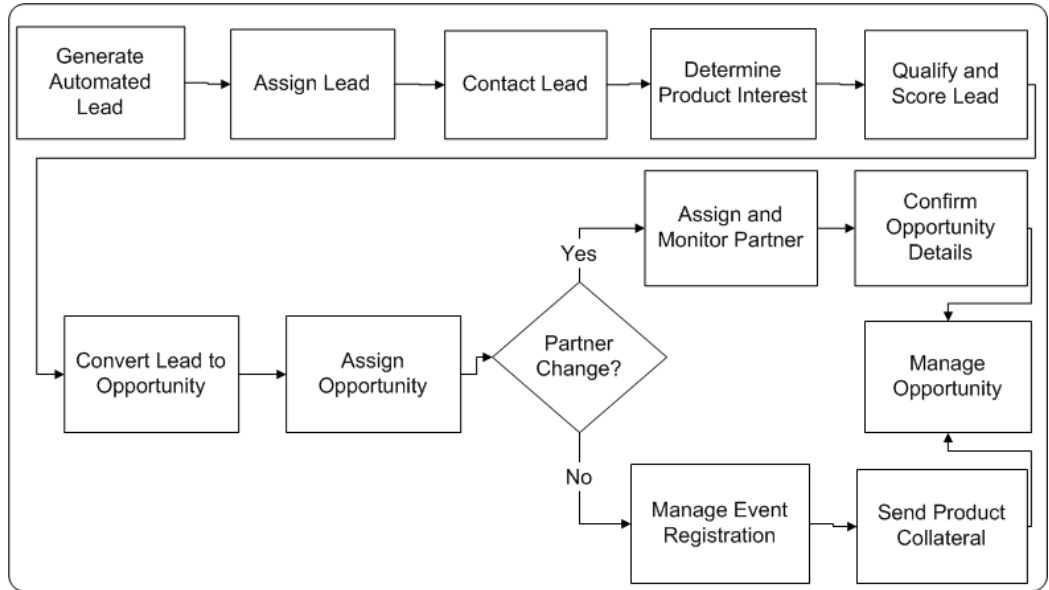 Generate
Automated
Lead
Assign Lead
Contact Lead
Determine
Product Interest
Qualify and
Score Lead
Convert Lead to
Opportunity
Assign
Opportunity
Partner
Change?
Yes
Assign and
Monitor Partner
Confirm
Opportunity
Details
Manage
Opportunity
No
Manage Event
Registration
Send Product
Collateral